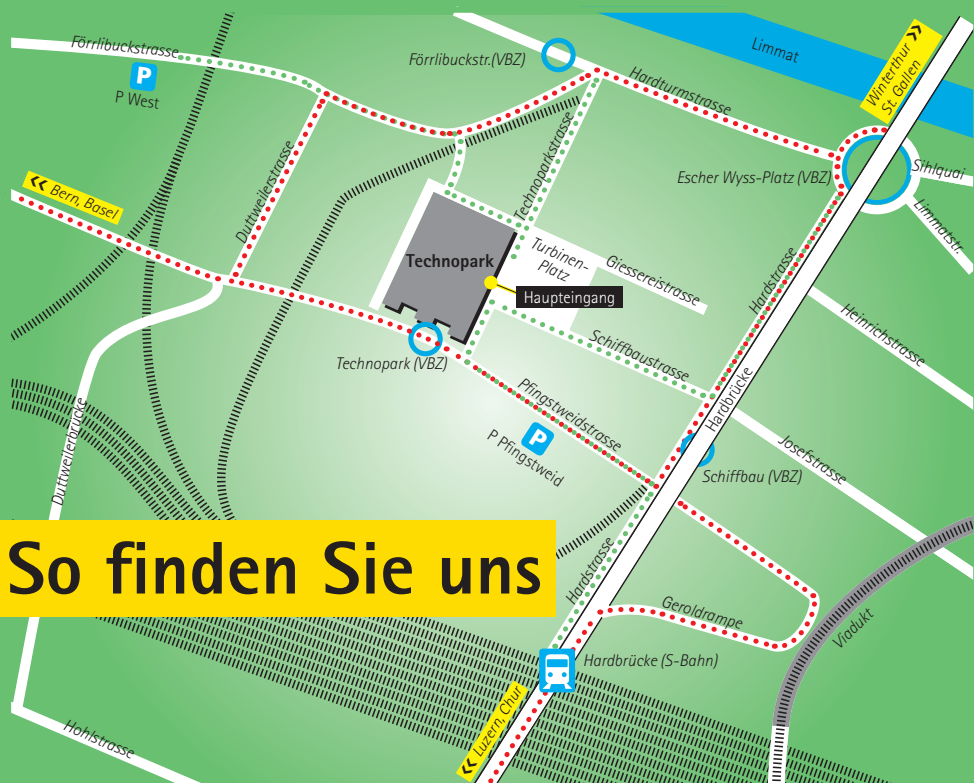 Förrlibuckstrasse
P
P West
Förrlibuckstr.(VBZ)
Hardturmstrasse
Limmat
Winterthur »
St. Gallen
Escher Wyss-Platz (VBZ)
Sihlquai
Limmatstr.
« Bern, Basel
Duttweilerstrasse
Technoparkstrasse
Technopark
Turbinen-
Platz
Giessereistrasse
Haupteingang
Hardstrasse
Heinrichstrasse
Technopark (VBZ)
Schiffbaustrasse
Pfingstweidstrasse
P
P Pfingstweid
Hardbrücke
Josefstrasse
Schiffbau (VBZ)
Duttweilerbrücke
So finden Sie uns
Hardstrasse
Geroldrampe
Viadukt
Hardbrücke (S-Bahn)
« Luzern, Chur
Hohlstrasse